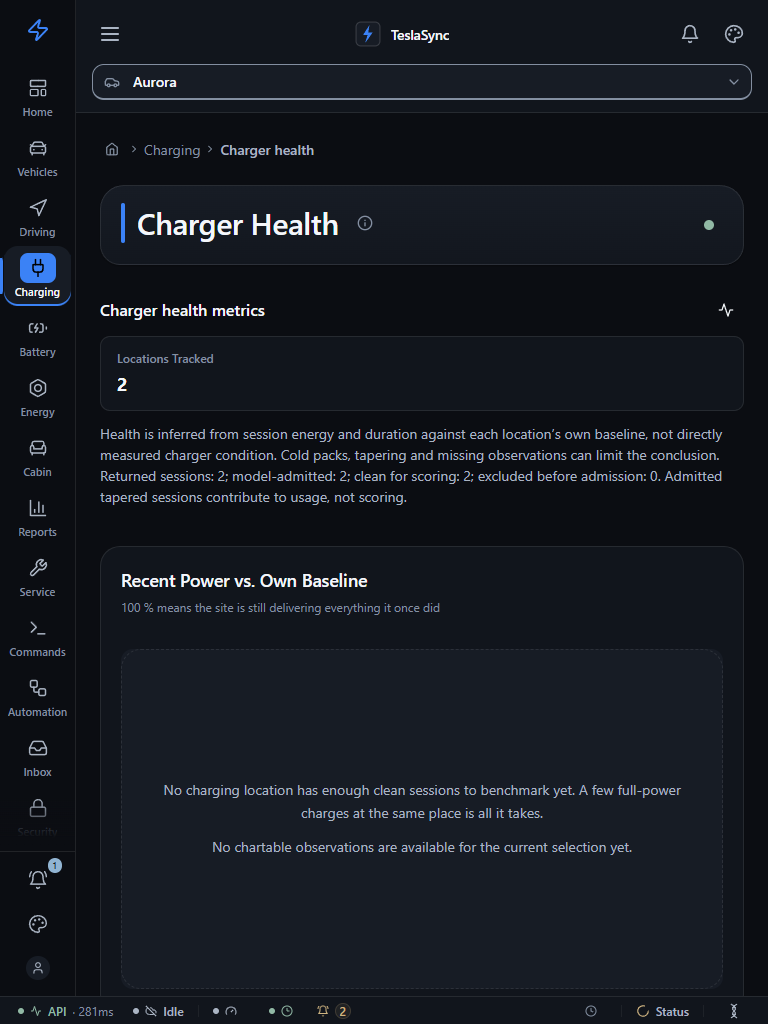 TeslaSync
Aurora
Home
Vehicles
Driving
Charging
Battery
Energy
Cabin
Reports
Service
Commands
Automation
Inbox
Security
1
Charging
Charger health
Charger Health
Charger health metrics
Locations Tracked
2
Health is inferred from session energy and duration against each location’s own baseline, not directly
measured charger condition. Cold packs, tapering and missing observations can limit the conclusion.
Returned sessions: 2; model-admitted: 2; clean for scoring: 2; excluded before admission: 0. Admitted
tapered sessions contribute to usage, not scoring.
Recent Power vs. Own Baseline
100 % means the site is still delivering everything it once did
No charging location has enough clean sessions to benchmark yet. A few full-power
charges at the same place is all it takes.
No chartable observations are available for the current selection yet.
API · 281ms
Idle
2
Status